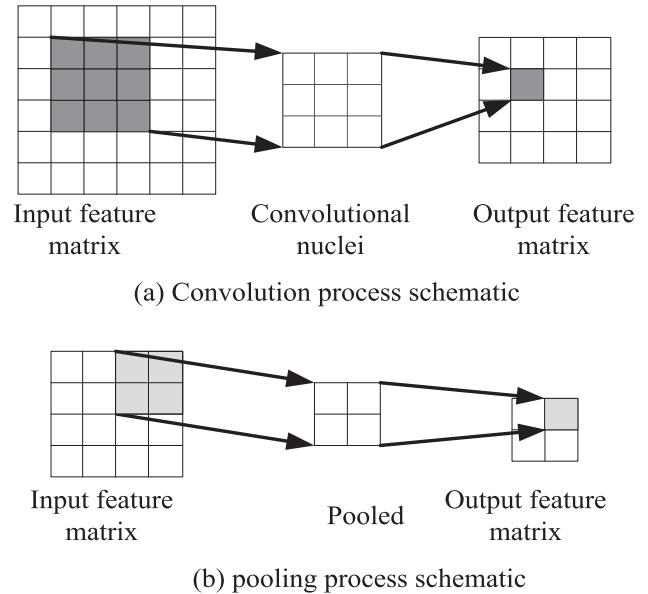 Input feature
matrix
Convolutional
nuclei
Output feature
matrix
(a) Convolution process schematic
Input feature
matrix
Pooled
Output feature
matrix
(b) pooling process schematic